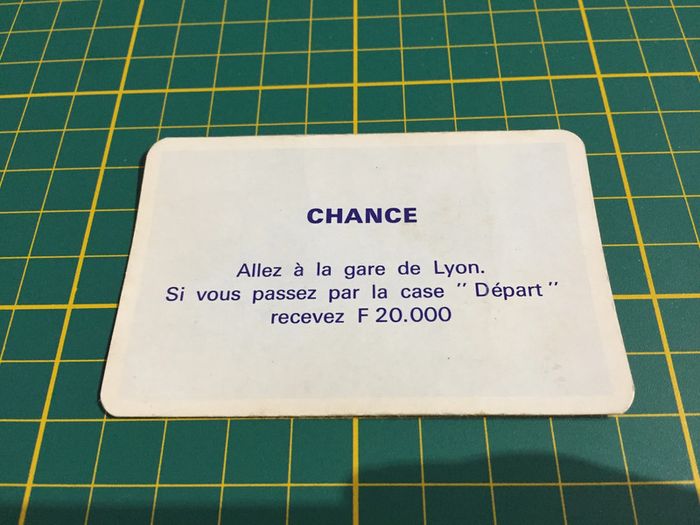 CHANCE
Allez à la gare de Lyon.
Si vous passez par la case " Départ "
recevez F 20.000